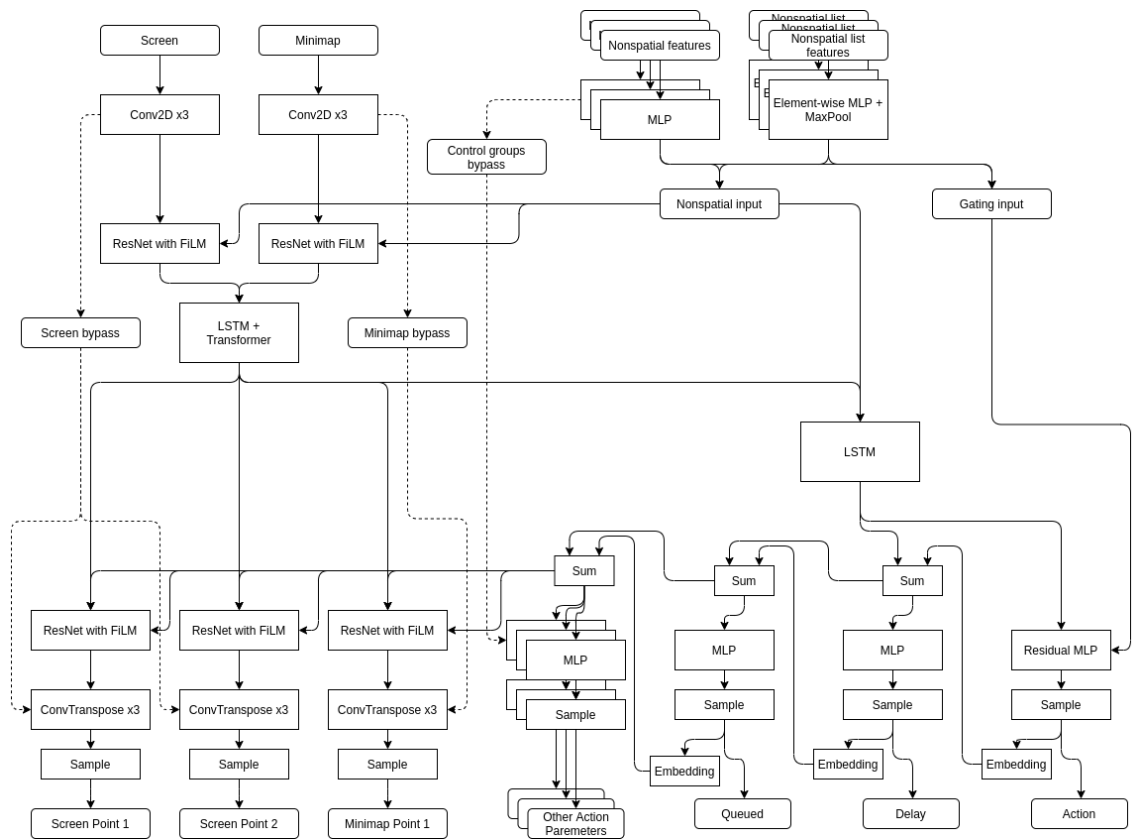 Nonspatial list
Nonspatial list
Screen
Minimap
Nonspatial features
Nonspatial list
features
Conv2D x3
Conv2D x3
MLP
Element-wise MLP +
MaxPool
Control groups
bypass
Nonspatial input
Gating input
ResNet with FiLM
ResNet with FiLM
Screen bypass
LSTM +
Transformer
Minimap bypass
LSTM
Sum
Sum
Sum
ResNet with FiLM
ResNet with FiLM
ResNet with FiLM
MLP
MLP
MLP
Residual MLP
ConvTranspose x3
ConvTranspose x3
ConvTranspose x3
Sample
Sample
Sample
Sample
Sample
Sample
Sample
Embedding
Embedding
Embedding
Screen Point 1
Screen Point 2
Minimap Point 1
Other Action
Paremeters
Queued
Delay
Action